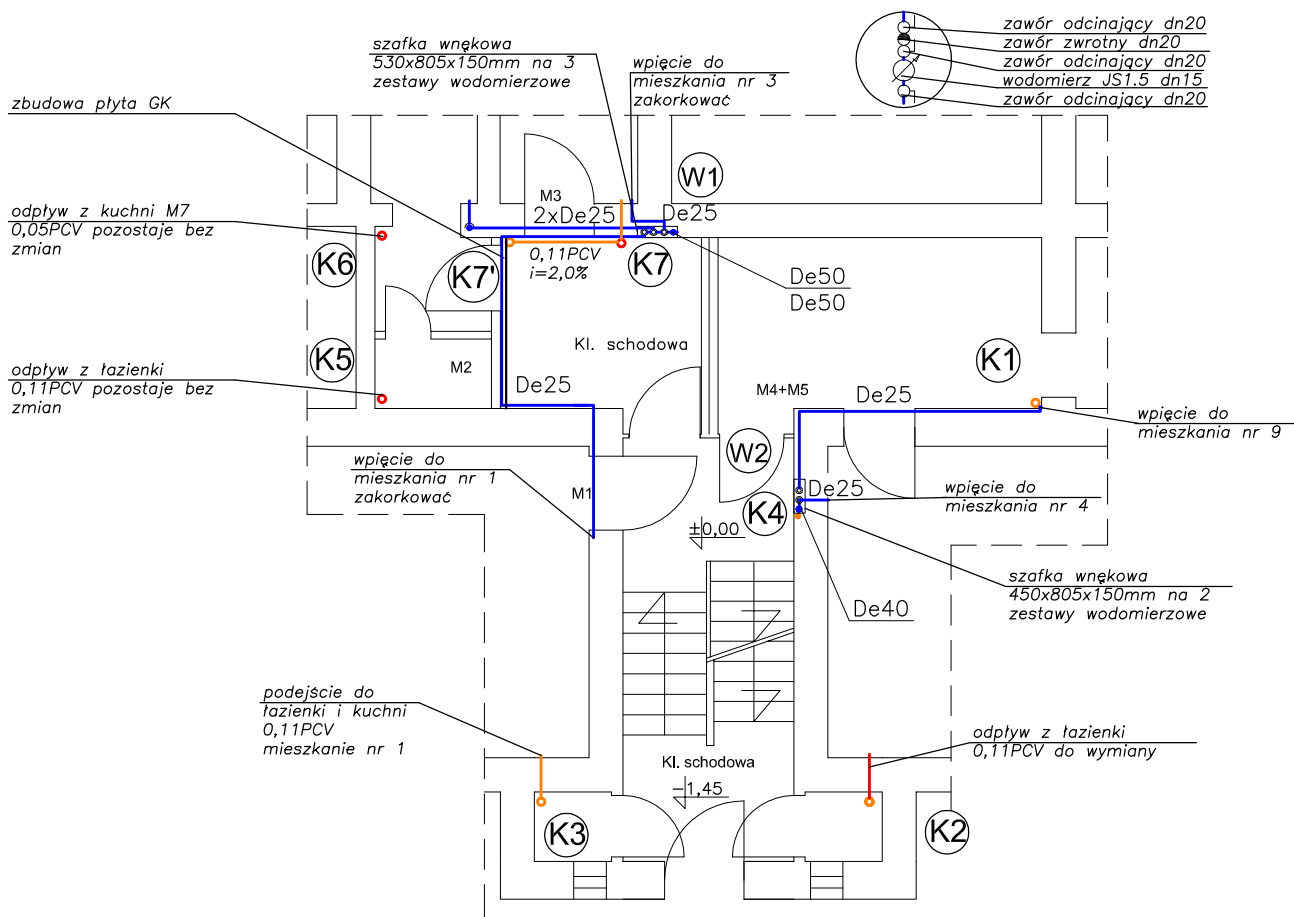 zawór odcinający dn20
zawór zwrotny dn20
zawór odcinający dn20
wodomierz JS1.5 dn15
zawór odcinający dn20
szafka wnękowa
530x805x150mm na 3
zestawy wodomierzowe
wpięcie do
mieszkania nr 3
zakorkować
zbudowa płyta GK
W1
M3
2xDe25
De25
odpływ z kuchni M7
0,05PCV pozostaje bez
zmian
K6
K7'
0,11PCV
i=2,0%
K7
De50
De50
Kl. schodowa
K5
M2
K1
odpływ z łazienki
0,11PCV pozostaje bez
zmian
De25
M4+M5
De25
wpięcie do
mieszkania nr 9
W2
wpięcie do
mieszkania nr 1
zakorkować
M1
De25
wpięcie do
mieszkania nr 4
K4
±0,00
szafka wnękowa
450x805x150mm na 2
zestawy wodomierzowe
De40
podejście do
łazienki i kuchni
0,11PCV
mieszkanie nr 1
odpływ z łazienki
0,11PCV do wymiany
Kl. schodowa
-1,45
K3
K2